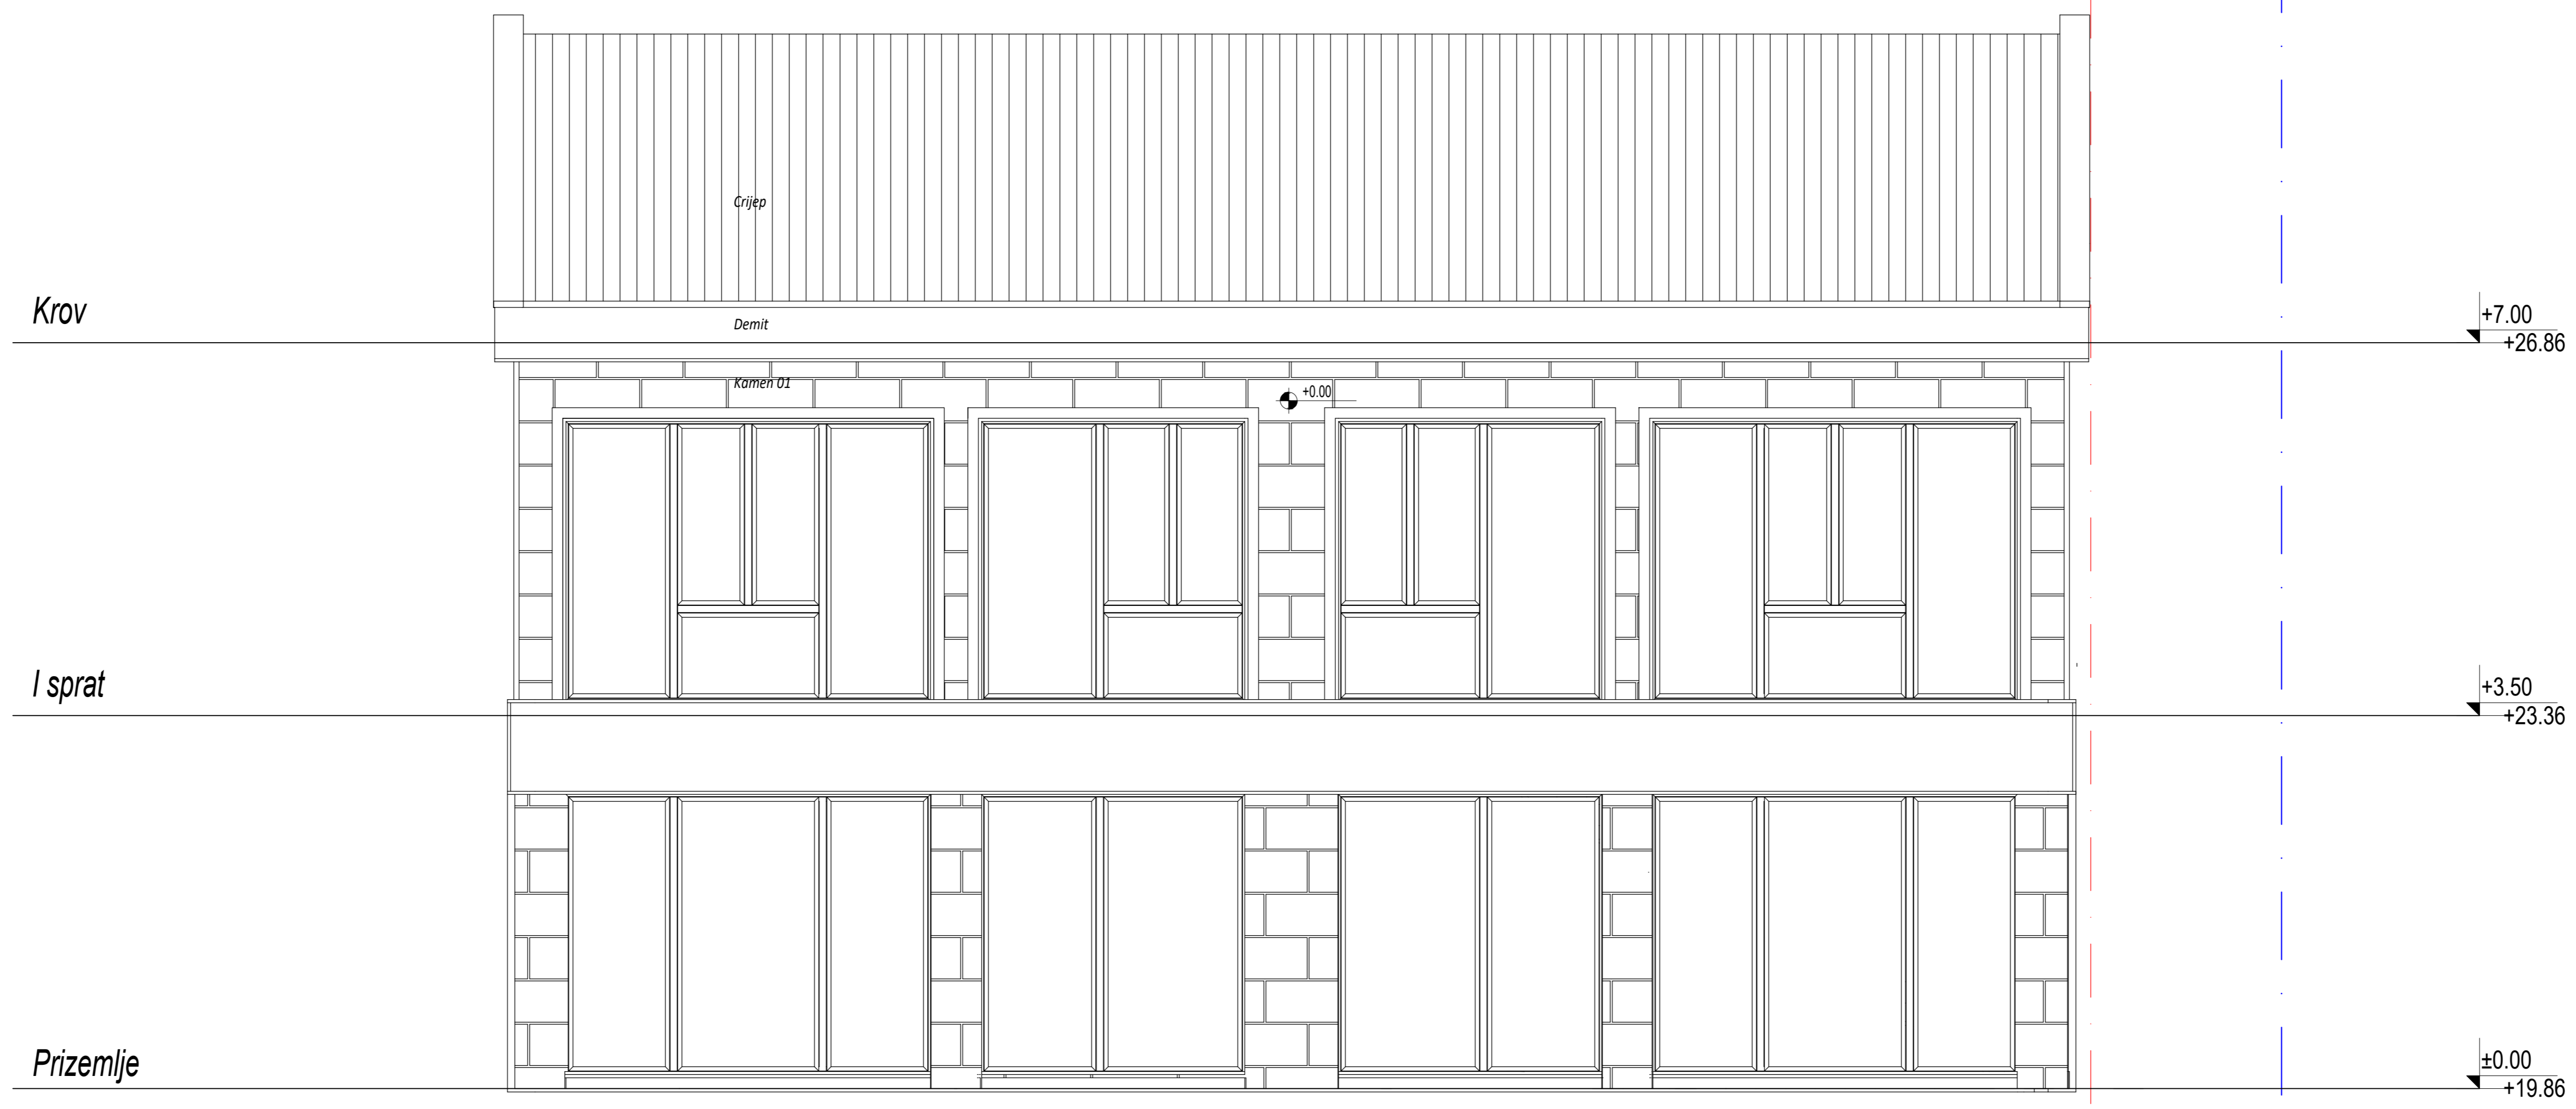 Crijep
Krov
Demit
+7.00
+26.86
Kamen 01
+0.00
I sprat
+3.50
+23.36
Prizemlje
±0.00
+19.86